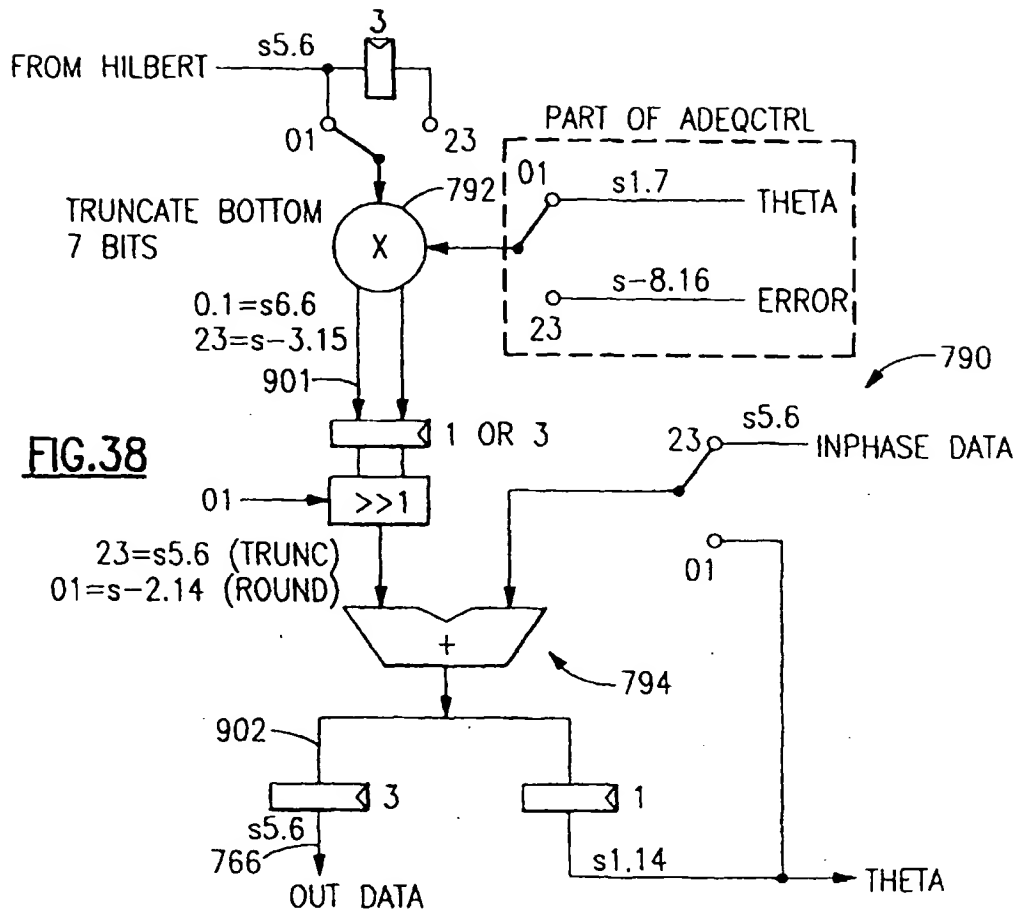 3
s5.6
FROM HILBERT
01
23
PART OF ADEQCTRL
792
01
s1.7
THETA
TRUNCATE BOTTOM
7 BITS
X
s-8.16
ERROR
23
0.1=s6.6
23=s-3.15
901
790
1 OR 3
s5.6
23
INPHASE DATA
FIG.38
01
>>1
23=s5.6 (TRUNC)
01=s-2.14 (ROUND)
01
+
794
902
3
1
s5.6
766
s1.14
OUT DATA
THETA